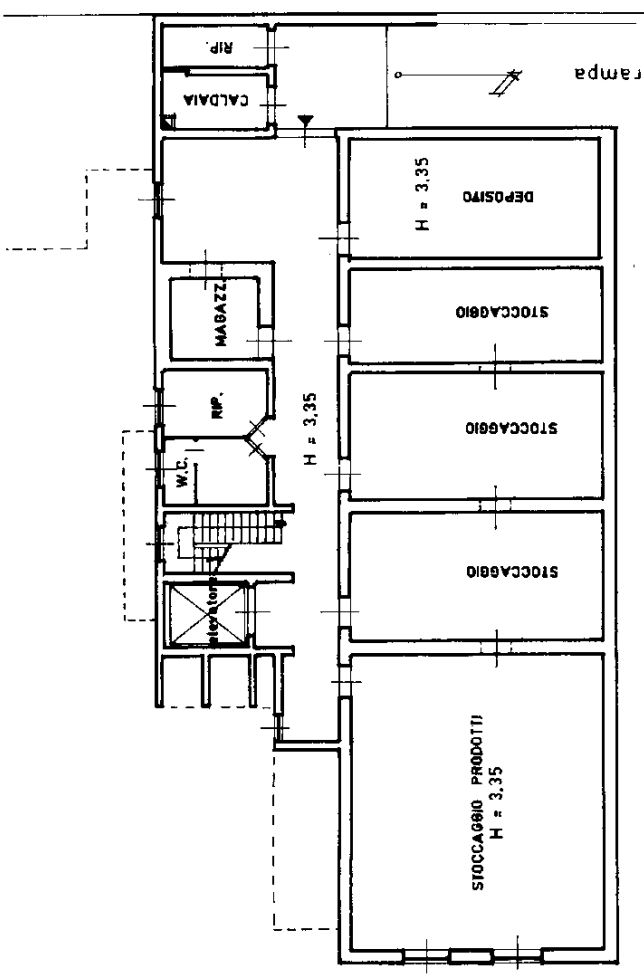 RIP.
CALDAIA
rampa
DEPOSITO
H = 3,35
STOCCAGGIO
MAGAZZ.
STOCCAGGIO
RIP.
H = 3,35
W.C.
STOCCAGGIO
elevatore
STOCCAGGIO PRODOTTI
H = 3,35